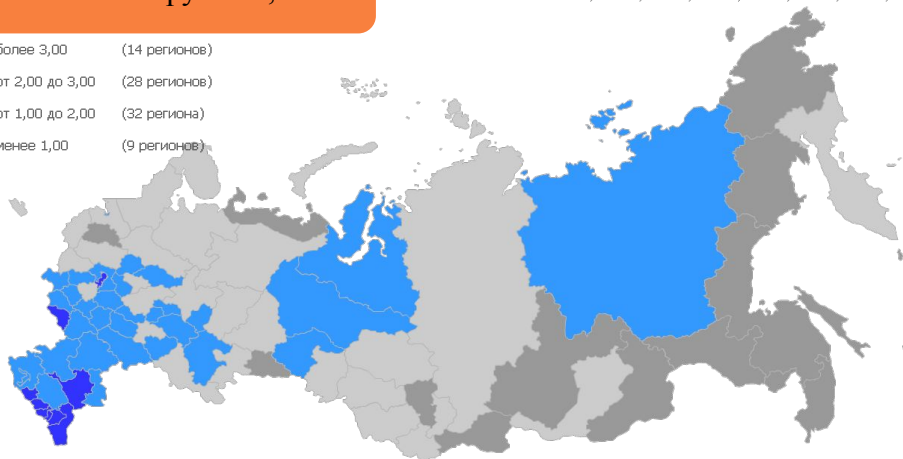 более 3,00 (14 регионов)
от 2,00 до 3,00 (28 регионов)
от 1,00 до 2,00 (32 региона)
менее 1,00 (9 регионов)